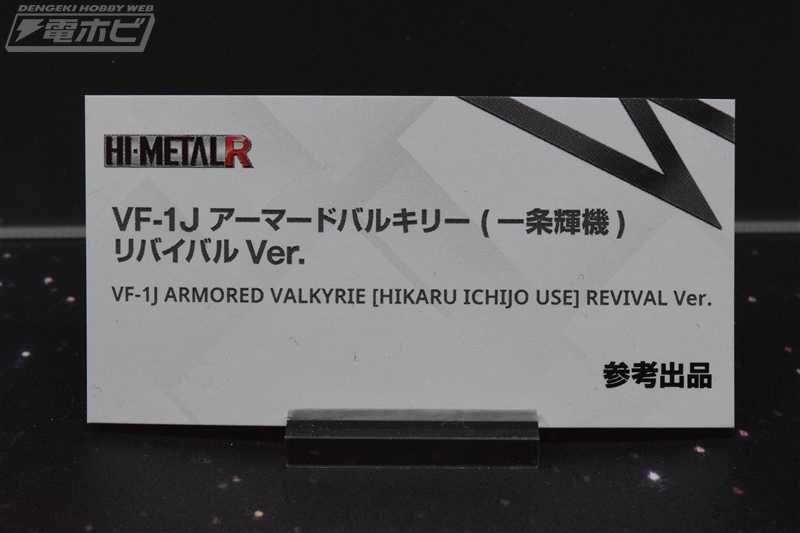 DENGEKI HOBBY WEB
電ホビ
HI-METAL R
VF-1J アーマードバルキリー ( 一条輝機 )
リバイバル Ver.
VF-1J ARMORED VALKYRIE [HIKARU ICHIJO USE] REVIVAL Ver.
参考出品